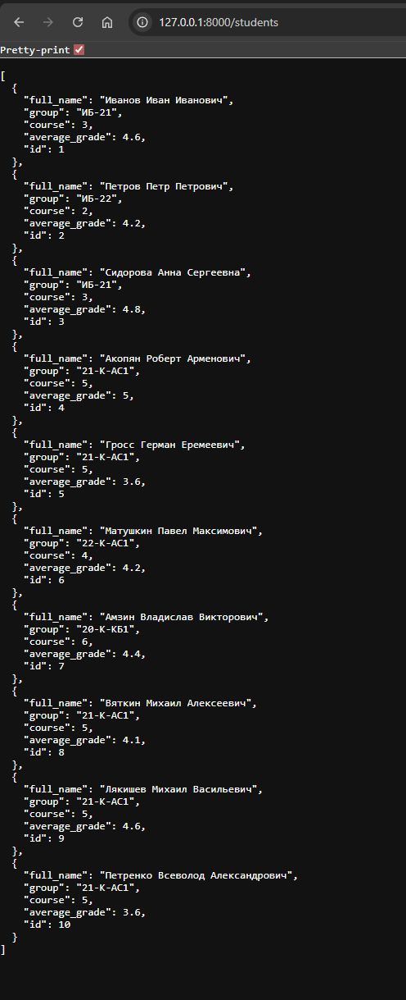 127.0.0.1:8000/students
Pretty-print
[
  {
    "full_name": "Иванов Иван Иванович",
    "group": "ИБ-21",
    "course": 3,
    "average_grade": 4.6,
    "id": 1
  },
  {
    "full_name": "Петров Петр Петрович",
    "group": "ИБ-22",
    "course": 2,
    "average_grade": 4.2,
    "id": 2
  },
  {
    "full_name": "Сидорова Анна Сергеевна",
    "group": "ИБ-21",
    "course": 3,
    "average_grade": 4.8,
    "id": 3
  },
  {
    "full_name": "Акопян Роберт Арменович",
    "group": "21-К-АС1",
    "course": 5,
    "average_grade": 5,
    "id": 4
  },
  {
    "full_name": "Гросс Герман Еремеевич",
    "group": "21-К-АС1",
    "course": 5,
    "average_grade": 3.6,
    "id": 5
  },
  {
    "full_name": "Матушкин Павел Максимович",
    "group": "22-К-АС1",
    "course": 4,
    "average_grade": 4.2,
    "id": 6
  },
  {
    "full_name": "Амзин Владислав Викторович",
    "group": "20-К-КБ1",
    "course": 6,
    "average_grade": 4.4,
    "id": 7
  },
  {
    "full_name": "Вяткин Михаил Алексеевич",
    "group": "21-К-АС1",
    "course": 5,
    "average_grade": 4.1,
    "id": 8
  },
  {
    "full_name": "Лякишев Михаил Васильевич",
    "group": "21-К-АС1",
    "course": 5,
    "average_grade": 4.6,
    "id": 9
  },
  {
    "full_name": "Петренко Всеволод Александрович",
    "group": "21-К-АС1",
    "course": 5,
    "average_grade": 3.6,
    "id": 10
  }
]